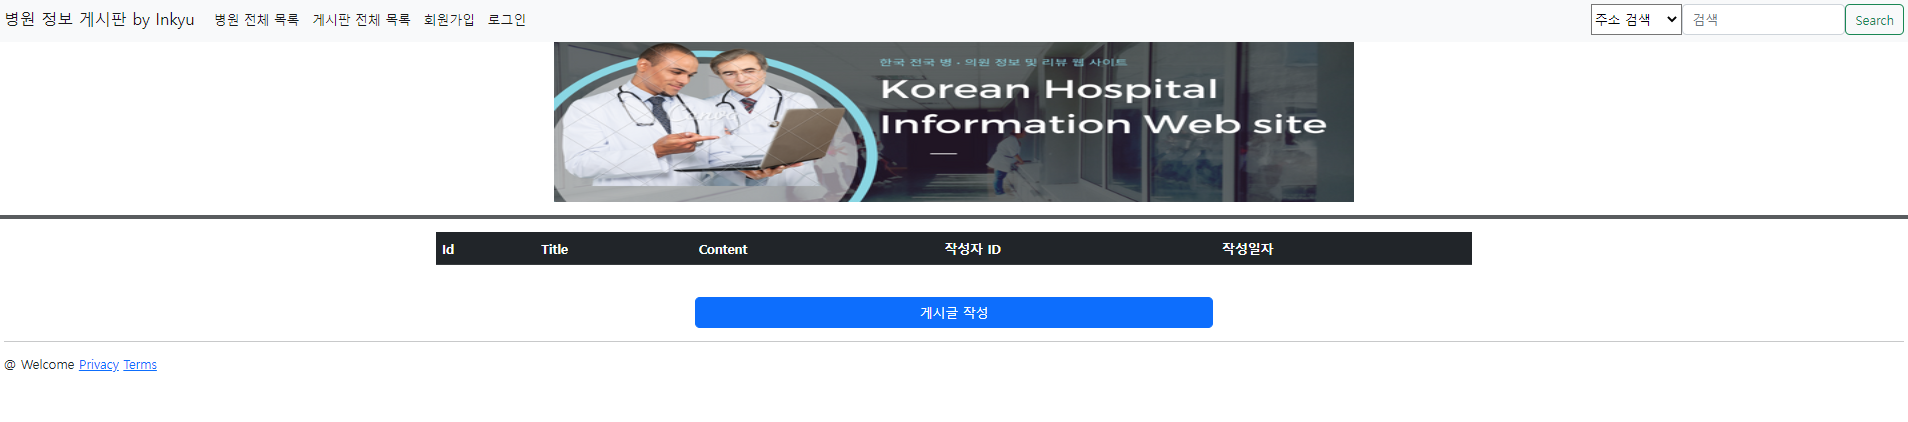 병원 정보 게시판 by Inkyu 병원 전체 목록 게시판 전체 목록 회원가입 로그인 주소 검색 검색 Search
한국 전국 병·의원 정보 및 리뷰 웹 사이트
Korean Hospital
Information Web site
Canva
Id Title Content 작성자 ID 작성일자
게시글 작성
@ Welcome Privacy Terms